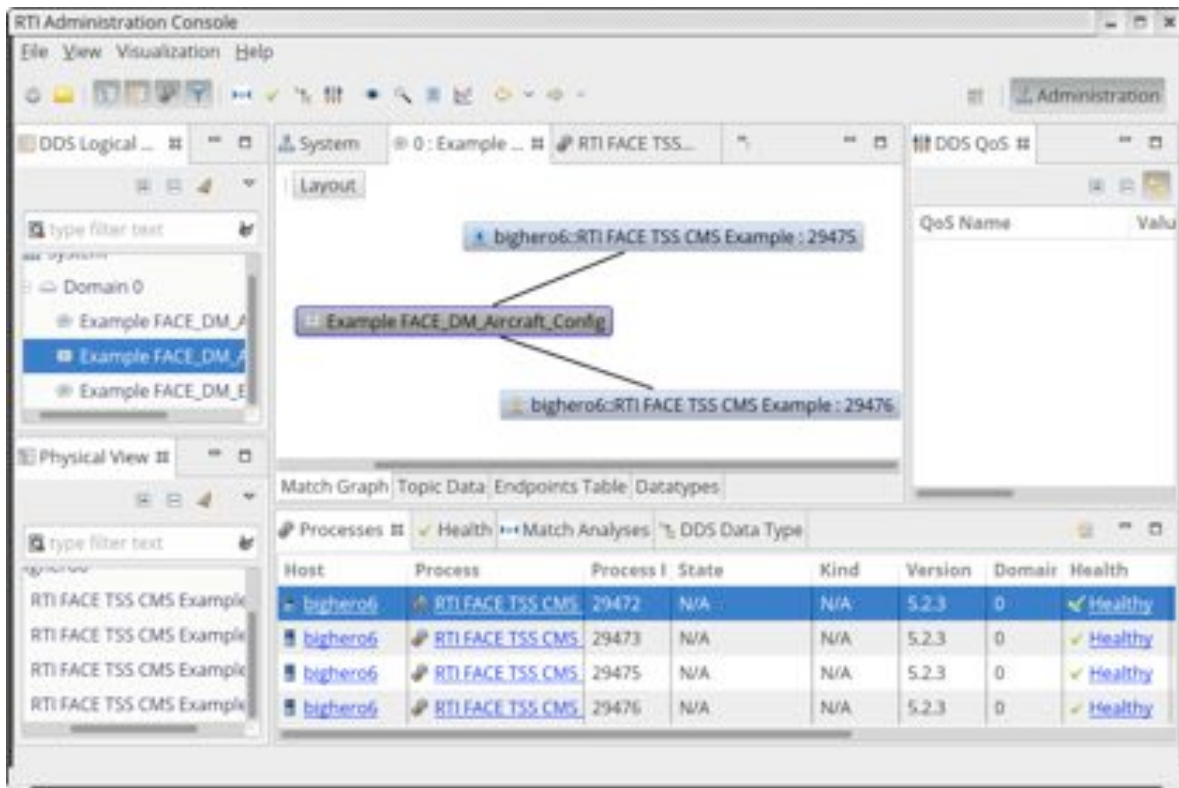 RTI Administration Console
File View Visualization Help
Administration
DDS Logical ...
type filter text
System
Domain 0
Example FACE_DM_A
Example FACE_DM_A
Example FACE_DM_E
System
0 : Example ...
RTI FACE TSS...
Layout
bighero6::RTI FACE TSS CMS Example : 29475
Example FACE_DM_Aircraft_Config
bighero6::RTI FACE TSS CMS Example : 29476
Match Graph Topic Data Endpoints Table Datatypes
DDS QoS
QoS Name Valu
Physical View
type filter text
bighero6
RTI FACE TSS CMS Example
RTI FACE TSS CMS Example
RTI FACE TSS CMS Example
RTI FACE TSS CMS Example
Processes Health Match Analyses DDS Data Type
Host Process Process I State Kind Version Domair Health
bighero6 RTI FACE TSS CMS 29472 N/A N/A 5.2.3 0 Healthy
bighero6 RTI FACE TSS CMS 29473 N/A N/A 5.2.3 0 Healthy
bighero6 RTI FACE TSS CMS 29475 N/A N/A 5.2.3 0 Healthy
bighero6 RTI FACE TSS CMS 29476 N/A N/A 5.2.3 0 Healthy